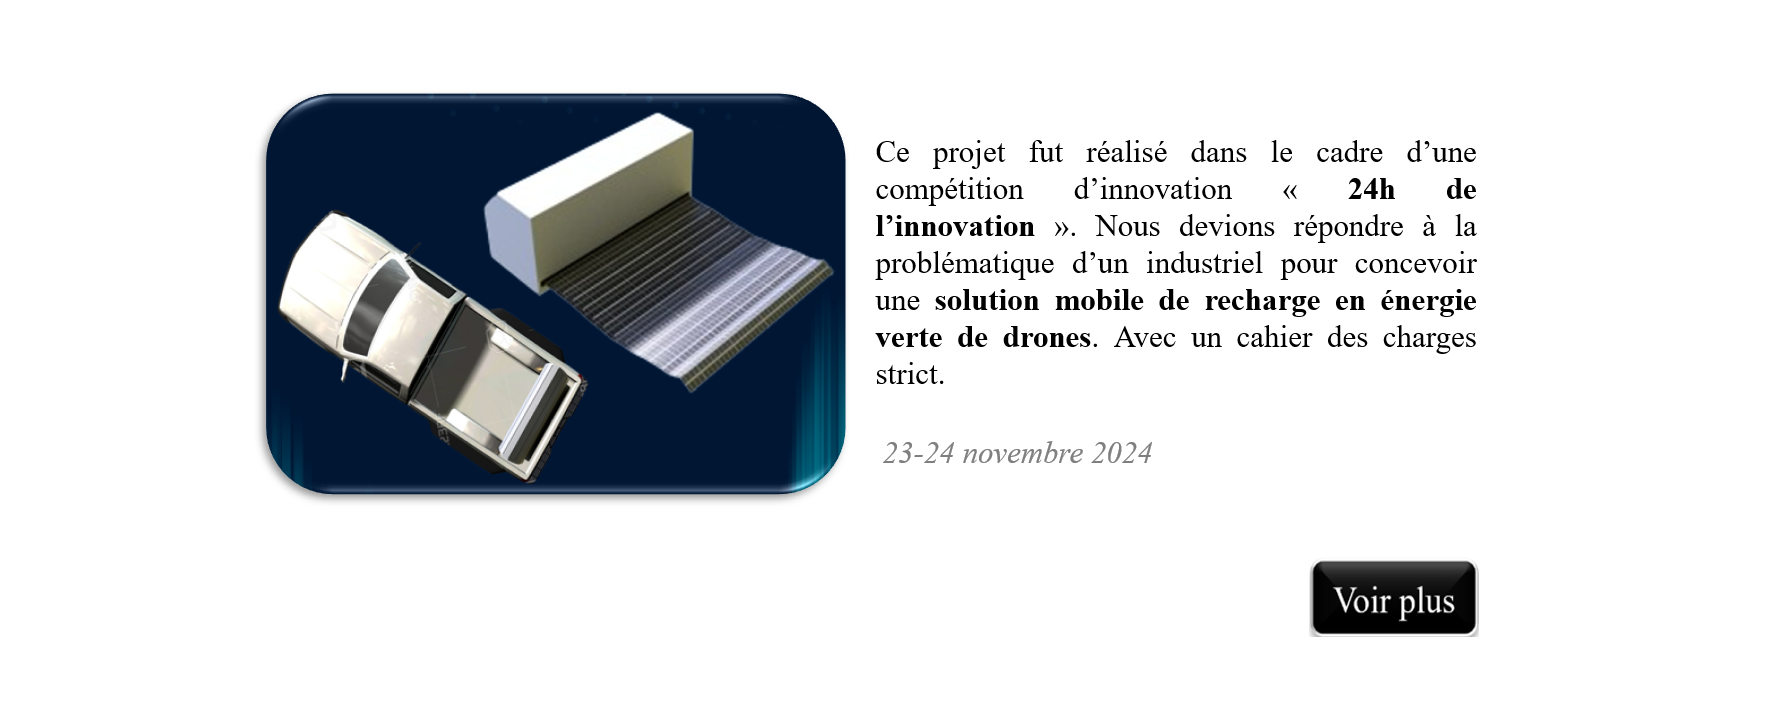 Ce projet fut réalisé dans le cadre d’une
compétition d’innovation « 24h de
l’innovation ». Nous devions répondre à la
problématique d’un industriel pour concevoir
une solution mobile de recharge en énergie
verte de drones. Avec un cahier des charges
strict.
23-24 novembre 2024
Voir plus